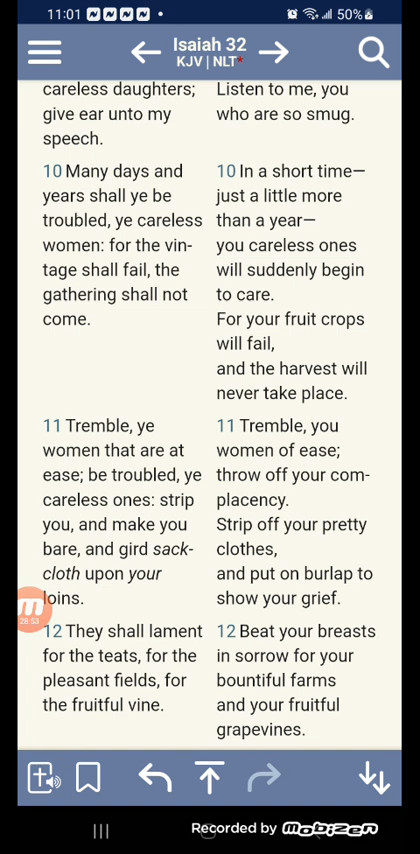 11:01 50%
Isaiah 32
KJV | NLT*
careless daughters;
give ear unto my
speech.
10 Many days and
years shall ye be
troubled, ye careless
women: for the vin-
tage shall fail, the
gathering shall not
come.
11 Tremble, ye
women that are at
ease; be troubled, ye
careless ones: strip
you, and make you
bare, and gird sack-
cloth upon your
loins.
12 They shall lament
for the teats, for the
pleasant fields, for
the fruitful vine.
Listen to me, you
who are so smug.
10 In a short time—
just a little more
than a year—
you careless ones
will suddenly begin
to care.
For your fruit crops
will fail,
and the harvest will
never take place.
11 Tremble, you
women of ease;
throw off your com-
placency.
Strip off your pretty
clothes,
and put on burlap to
show your grief.
12 Beat your breasts
in sorrow for your
bountiful farms
and your fruitful
grapevines.
m
28:53
Recorded by mobizen